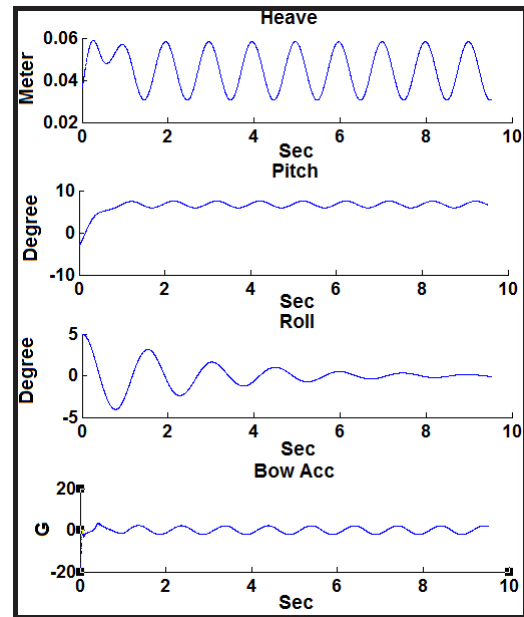 Heave
Meter
0.06
0.04
0.02
0 2 4 6 8 10
Sec
Pitch
Degree
10
0
-10
0 2 4 6 8 10
Sec
Roll
Degree
5
0
-5
0 2 4 6 8 10
Sec
Bow Acc
G
20
0
-20
0 2 4 6 8 10
Sec